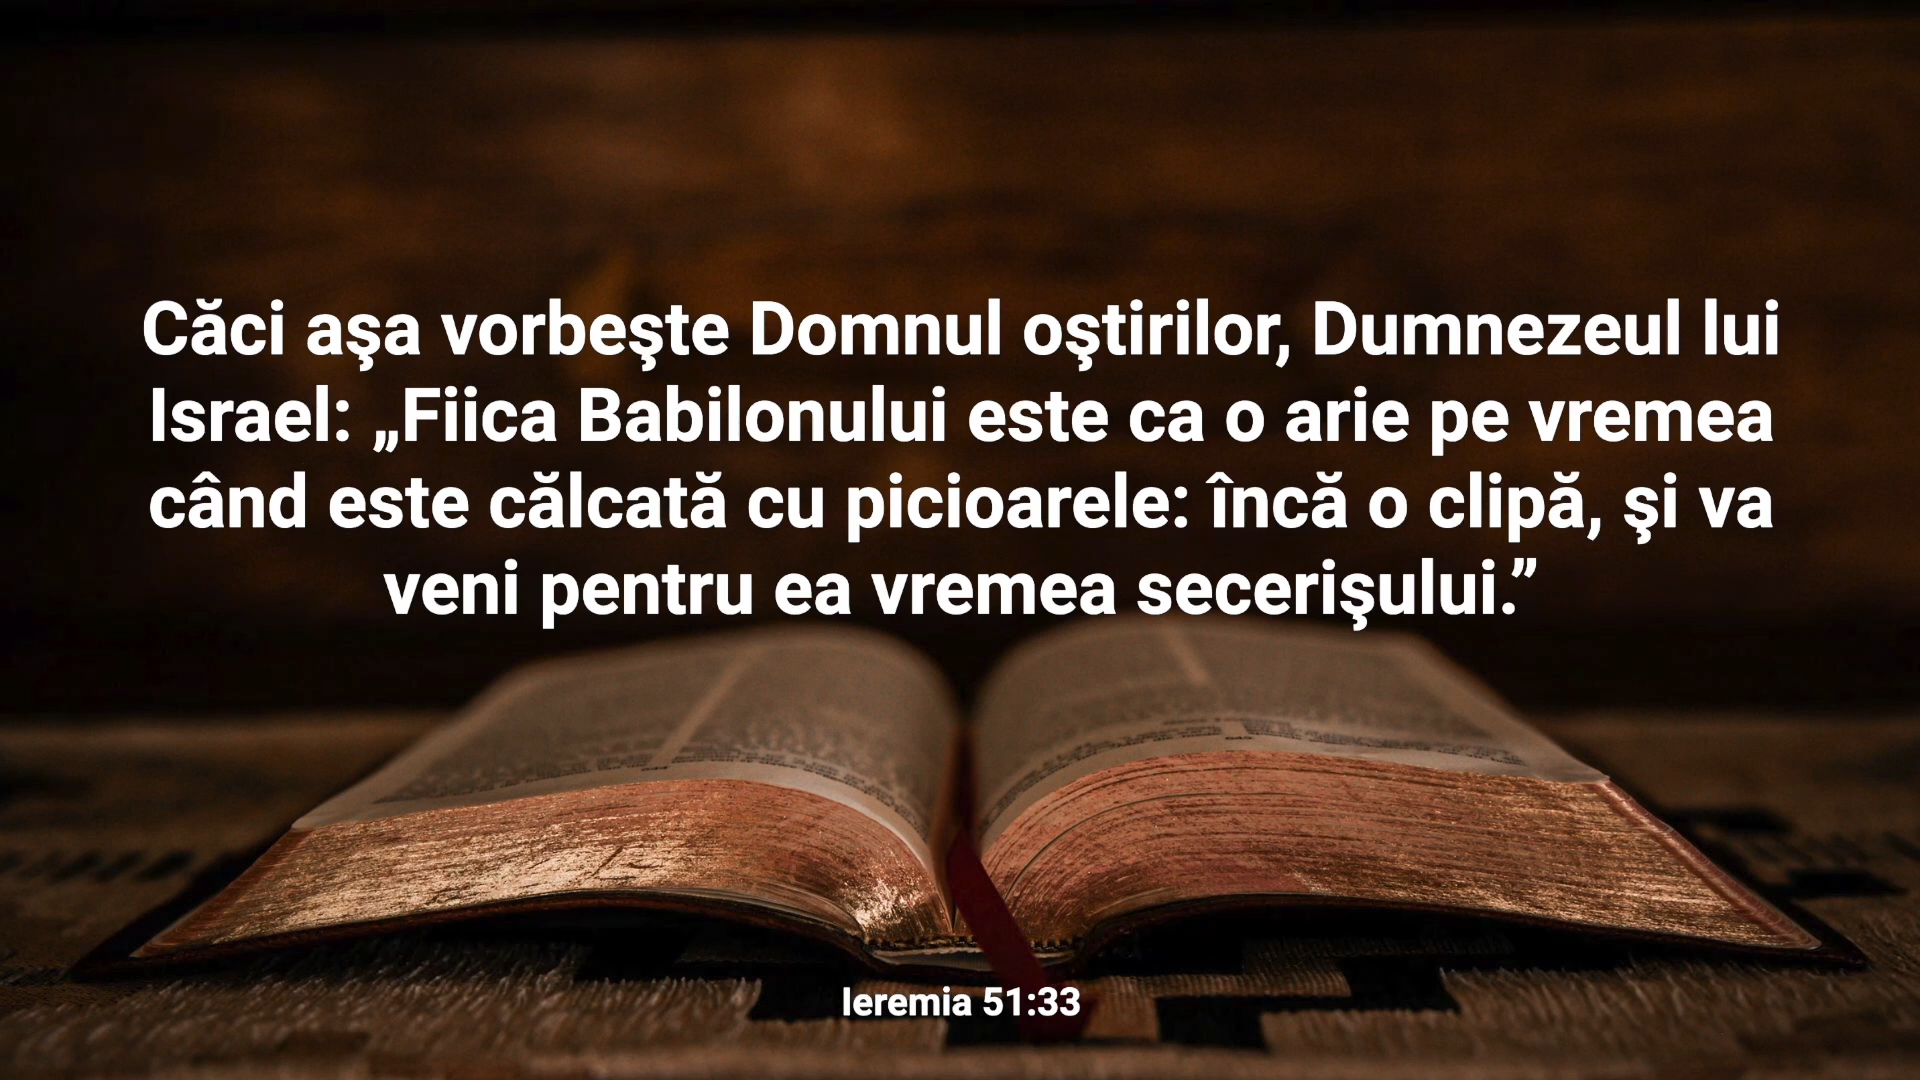 Căci aşa vorbeşte Domnul oştirilor, Dumnezeul lui
Israel: „Fiica Babilonului este ca o arie pe vremea
când este călcată cu picioarele: încă o clipă, şi va
veni pentru ea vremea secerişului.”
Ieremia 51:33